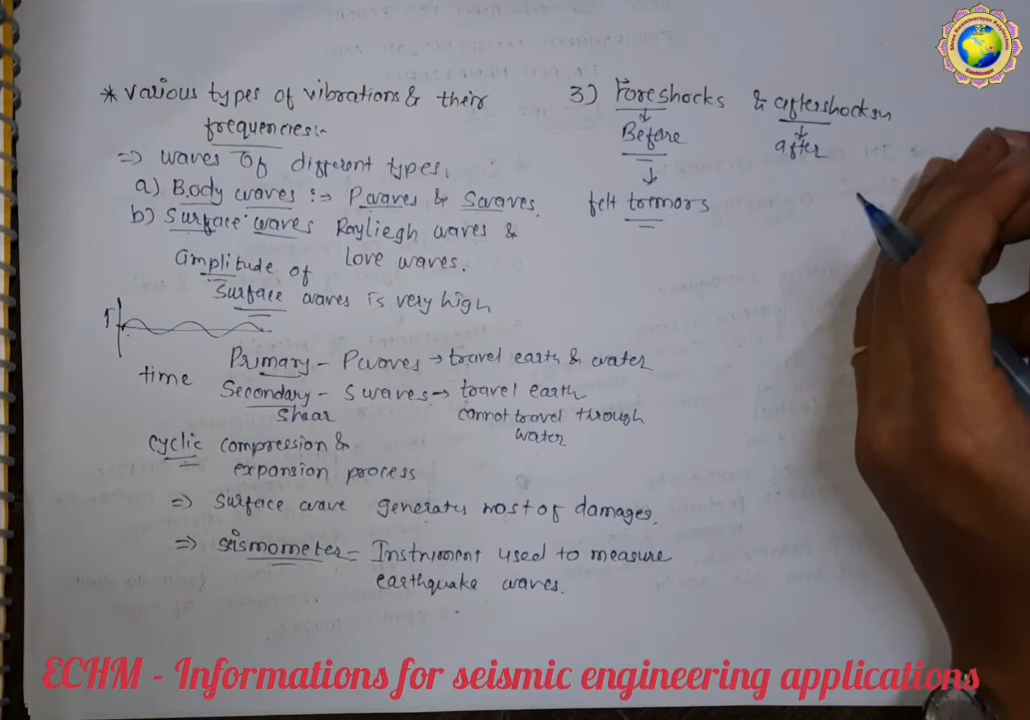 * Various types of vibrations & their
frequencies:-
=> waves of different types.
a) Body waves :=> P waves & S waves.
b) Surface waves Rayliegh waves &
love waves.
amplitude of
surface waves is very high
time
Primary - P waves → travel earth & water
Secondary - S waves → travel earth
shear cannot travel through
water
cyclic compression &
expansion process
=> Surface wave generates most of damages.
=> Seismometer = Instrument used to measure
earthquake waves.
3) Foreshocks & aftershocks
Before after
felt tremors
ECHM - Informations for seismic engineering applications